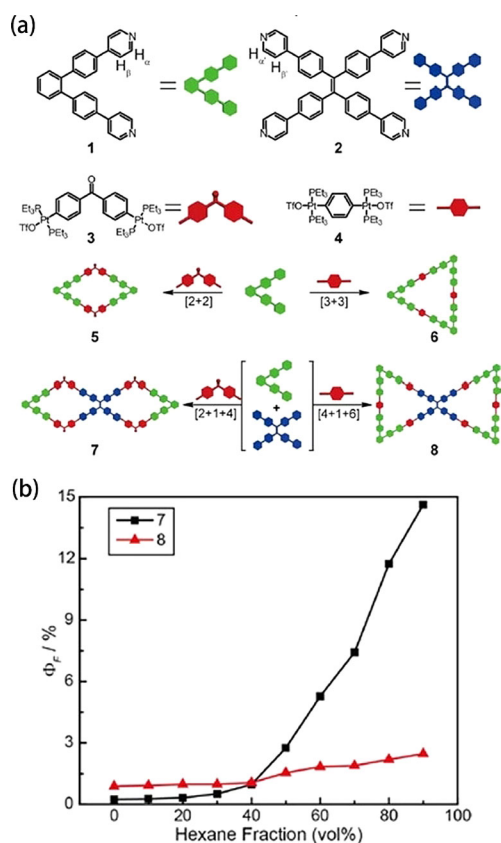 (a)
N
Hα
Hβ
N
1
N
Hα'
Hβ'
N
N
N
2
O
Et3P
Pt
TfO
PEt3
PEt3
Pt
OTf
Et3P
3
PEt3
TfO-Pt
PEt3
PEt3
Pt-OTf
PEt3
4
[2+2]
[3+3]
5
6
+
[2+1+4]
[4+1+6]
7
8
(b)
7
8
ΦF / %
15
12
9
6
3
0
0 20 40 60 80 100
Hexane Fraction (vol%)